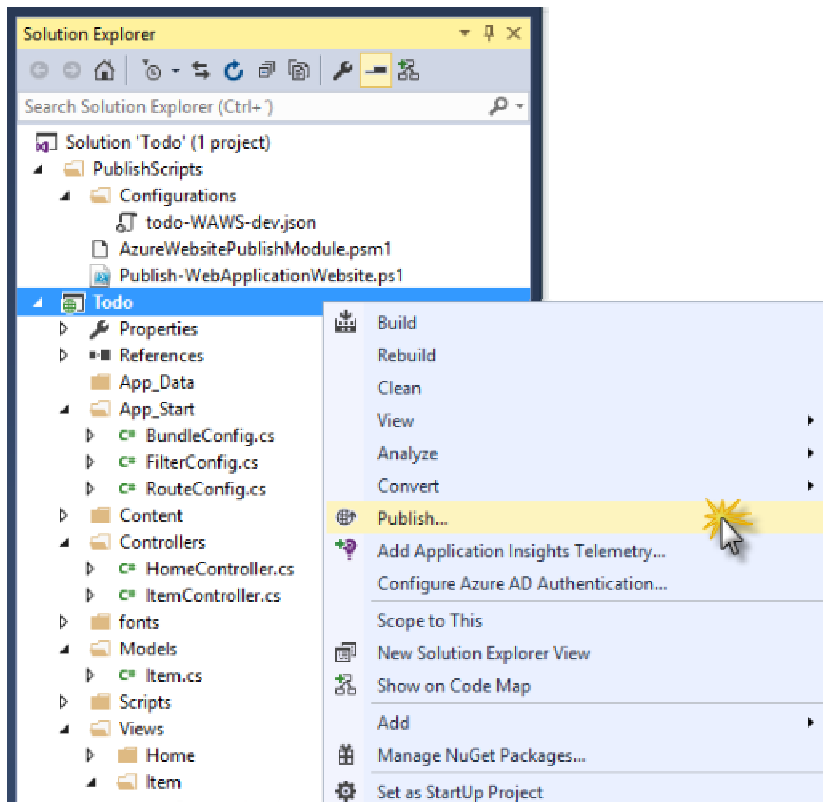 Solution Explorer
Search Solution Explorer (Ctrl+¨)
Solution 'Todo' (1 project)
PublishScripts
Configurations
todo-WAWS-dev.json
AzureWebsitePublishModule.psm1
Publish-WebApplicationWebsite.ps1
Todo
Properties
References
App_Data
App_Start
C# BundleConfig.cs
C# FilterConfig.cs
C# RouteConfig.cs
Content
Controllers
C# HomeController.cs
C# ItemController.cs
fonts
Models
C# Item.cs
Scripts
Views
Home
Item
Build
Rebuild
Clean
View
Analyze
Convert
Publish...
Add Application Insights Telemetry...
Configure Azure AD Authentication...
Scope to This
New Solution Explorer View
Show on Code Map
Add
Manage NuGet Packages...
Set as StartUp Project